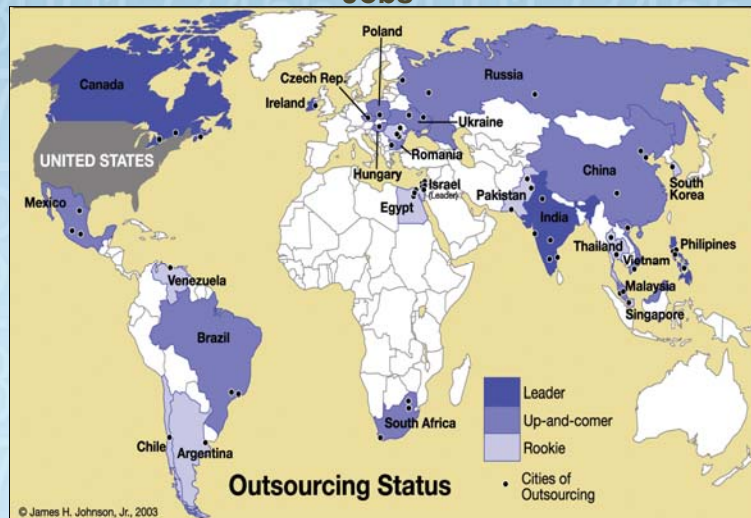 Jobs
Poland
Canada
Czech Rep.
Russia
Ireland
Ukraine
UNITED STATES
Romania
Hungary
Israel
(Leader)
China
South
Korea
Mexico
Egypt
Pakistan
India
Thailand
Philipines
Vietnam
Venezuela
Malaysia
Singapore
Brazil
Leader
Up-and-comer
South Africa
Rookie
Chile
Argentina
Outsourcing Status
Cities of
Outsourcing
© James H. Johnson, Jr., 2003